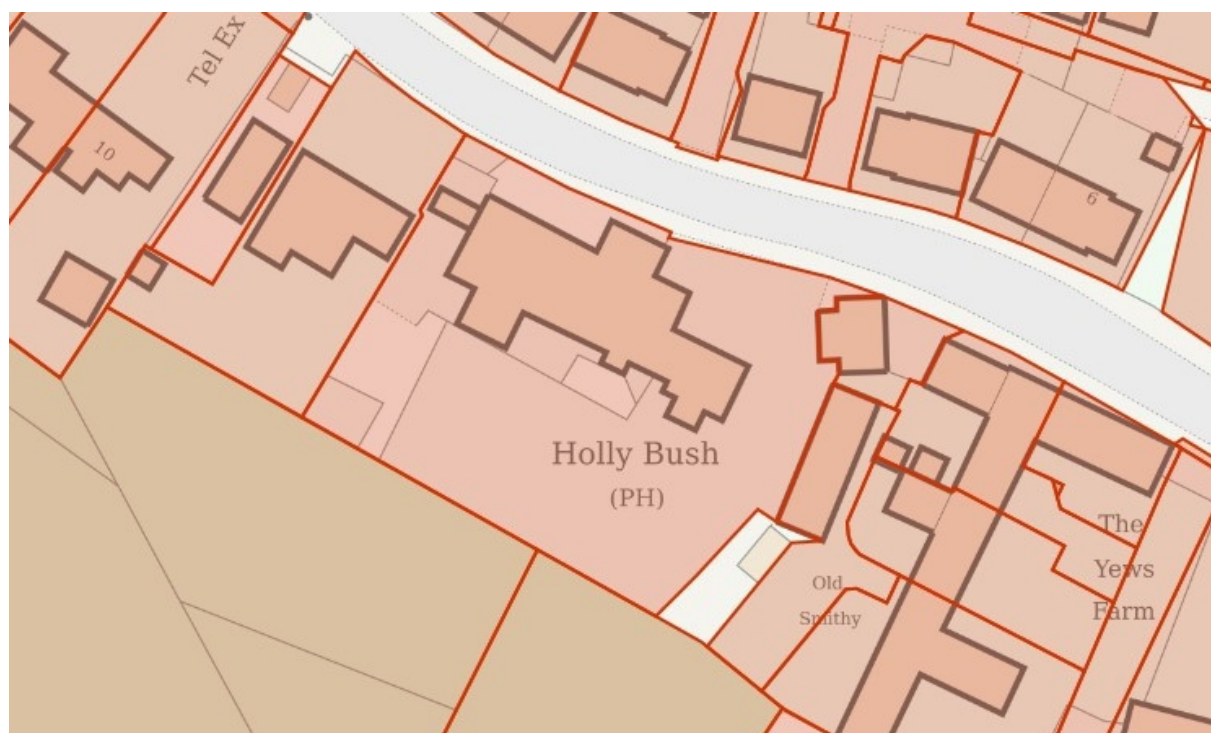 Tel Ex
10
6
Holly Bush
(PH)
The
Yews
Farm
Old
Smithy